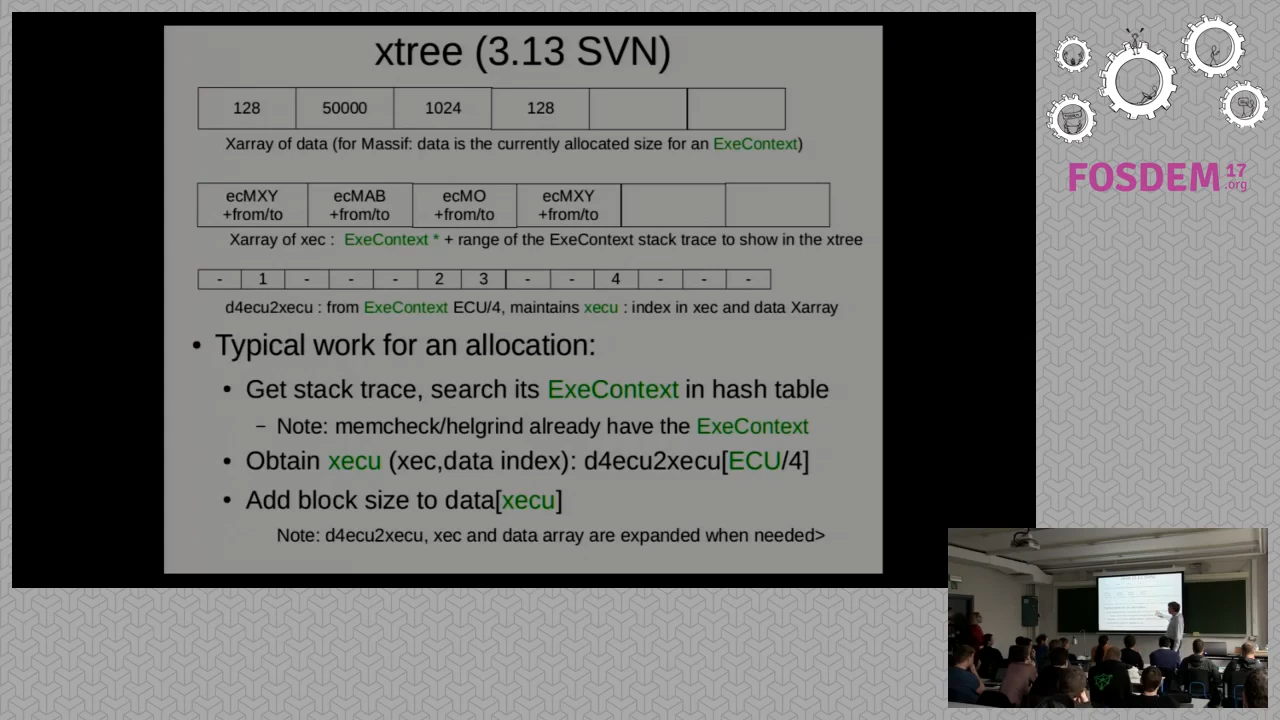 xtree (3.13 SVN)
128 50000 1024 128
Xarray of data (for Massif: data is the currently allocated size for an ExeContext)
ecMXY ecMAB ecMO ecMXY
+from/to +from/to +from/to +from/to
Xarray of xec : ExeContext * + range of the ExeContext stack trace to show in the xtree
- 1 - - - 2 3 - - 4 - - -
d4ecu2xecu : from ExeContext ECU/4, maintains xecu : index in xec and data Xarray
• Typical work for an allocation:
• Get stack trace, search its ExeContext in hash table
– Note: memcheck/helgrind already have the ExeContext
• Obtain xecu (xec,data index): d4ecu2xecu[ECU/4]
• Add block size to data[xecu]
Note: d4ecu2xecu, xec and data array are expanded when needed>
FOSDEM 17
.org